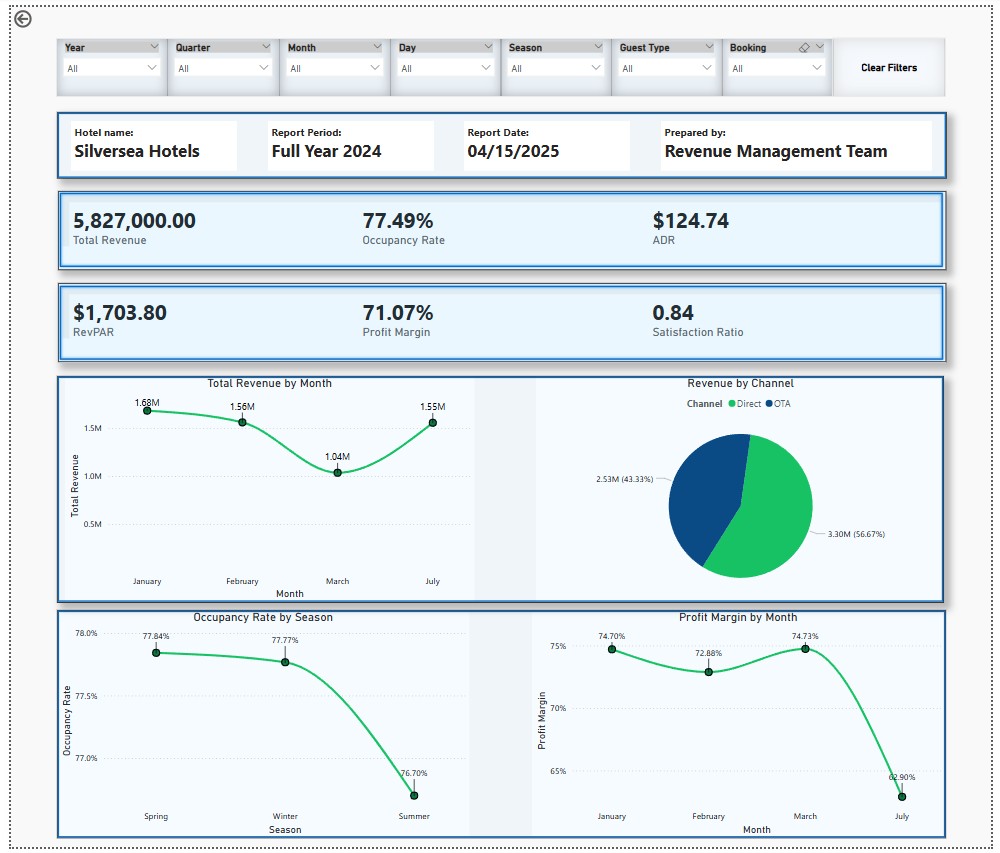 Year Quarter Month Day Season Guest Type Booking
All All All All All All All Clear Filters
Hotel name: Report Period: Report Date: Prepared by:
Silversea Hotels Full Year 2024 04/15/2025 Revenue Management Team
5,827,000.00 77.49% $124.74
Total Revenue Occupancy Rate ADR
$1,703.80 71.07% 0.84
RevPAR Profit Margin Satisfaction Ratio
Total Revenue by Month
1.68M
1.56M
1.55M
1.5M
1.04M
1.0M
0.5M
Total Revenue
January February March July
Month
Revenue by Channel
Channel Direct OTA
2.53M (43.33%)
3.30M (56.67%)
Occupancy Rate by Season
78.0%
77.84%
77.77%
77.5%
77.0%
76.70%
Occupancy Rate
Spring Winter Summer
Season
Profit Margin by Month
74.70%
74.73%
75%
72.88%
70%
65%
62.90%
Profit Margin
January February March July
Month